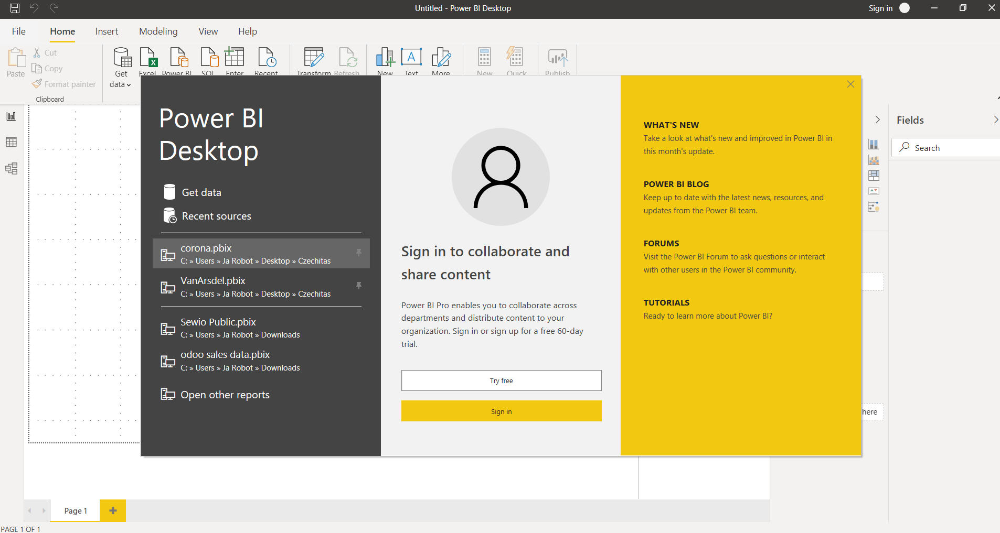 Untitled - Power BI Desktop
Sign in
File
Home
Insert
Modeling
View
Help
Paste
Cut
Copy
Format painter
Clipboard
Get
data
Excel
Power BI
SQL
Enter
Recent
Transform
Refresh
New
Text
More
New
Quick
Publish
Power BI
Desktop
Get data
Recent sources
corona.pbix
C: » Users » Ja Robot » Desktop » Czechitas
VanArsdel.pbix
C: » Users » Ja Robot » Desktop » Czechitas
Sewio Public.pbix
C: » Users » Ja Robot » Downloads
odoo sales data.pbix
C: » Users » Ja Robot » Downloads
Open other reports
Sign in to collaborate and
share content
Power BI Pro enables you to collaborate across
departments and distribute content to your
organization. Sign in or sign up for a free 60-day
trial.
Try free
Sign in
WHAT'S NEW
Take a look at what's new and improved in Power BI in
this month's update.
POWER BI BLOG
Keep up to date with the latest news, resources, and
updates from the Power BI team.
FORUMS
Visit the Power BI Forum to ask questions or interact
with other users in the Power BI community.
TUTORIALS
Ready to learn more about Power BI?
Fields
Search
here
Page 1
PAGE 1 OF 1